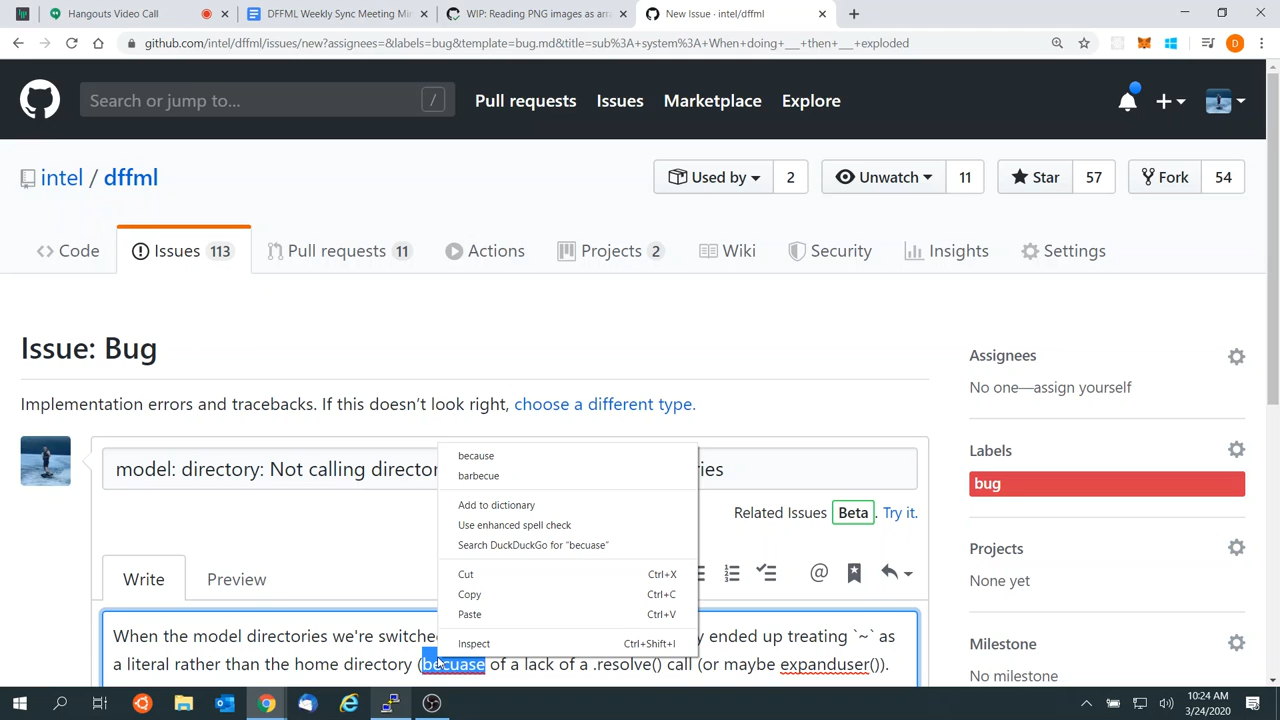 Hangouts Video Call
DFFML Weekly Sync Meeting Mi
WIP: Reading PNG images as arr
New Issue · intel/dffml
github.com/intel/dffml/issues/new?assignees=&labels=bug&template=bug.md&title=sub%3A+system%3A+When+doing+___+then+___+exploded
Search or jump to...
/
Pull requests
Issues
Marketplace
Explore
intel / dffml
Used by
2
Unwatch
11
Star
57
Fork
54
Code
Issues 113
Pull requests 11
Actions
Projects 2
Wiki
Security
Insights
Settings
Issue: Bug
Implementation errors and tracebacks. If this doesn't look right, choose a different type.
model: directory: Not calling director
ries
Related Issues Beta . Try it.
Write
Preview
When the model directories we're switche
y ended up treating `~` as
a literal rather than the home directory (becuase of a lack of a .resolve() call (or maybe expanduser()).
because
barbecue
Add to dictionary
Use enhanced spell check
Search DuckDuckGo for "becuase"
Cut Ctrl+X
Copy Ctrl+C
Paste Ctrl+V
Inspect Ctrl+Shift+I
Assignees
No one—assign yourself
Labels
bug
Projects
None yet
Milestone
No milestone
10:24 AM
3/24/2020